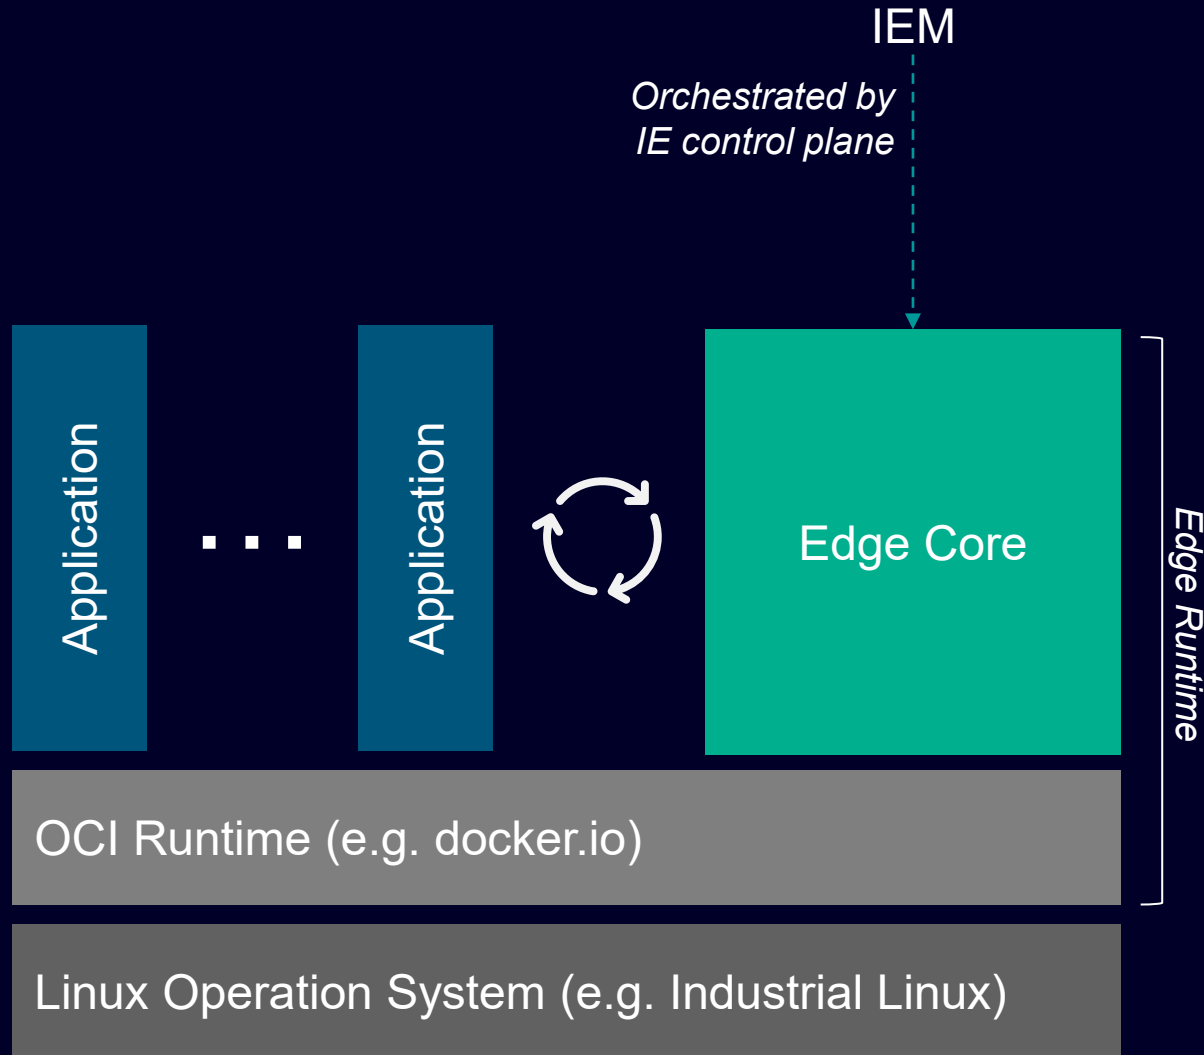 IEM
Orchestrated by
IE control plane
Application
...
Application
Edge Core
Edge Runtime
OCI Runtime (e.g. docker.io)
Linux Operation System (e.g. Industrial Linux)